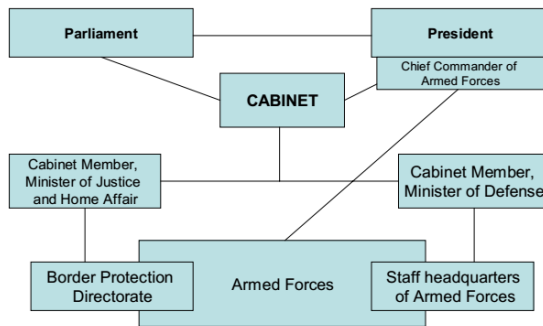 Parliament
President
Chief Commander of
Armed Forces
CABINET
Cabinet Member,
Minister of Justice
and Home Affair
Cabinet Member,
Minister of Defense
Border Protection
Directorate
Armed Forces
Staff headquarters
of Armed Forces